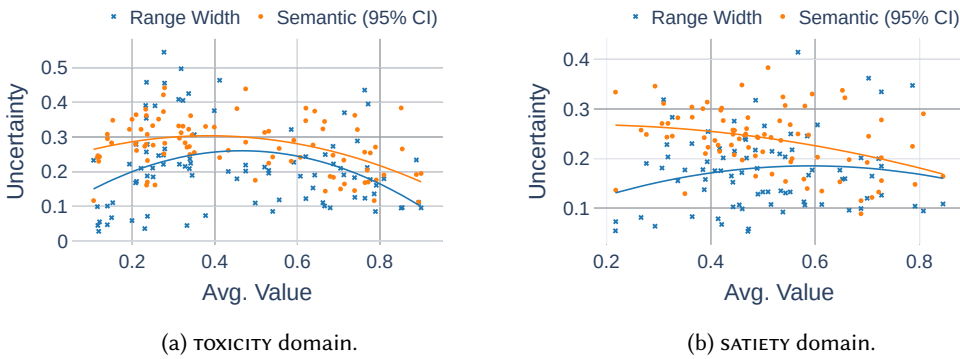 Range Width Semantic (95% CI)
Uncertainty
0.5
0.4
0.3
0.2
0.1
0
0.2 0.4 0.6 0.8
Avg. Value
(a) TOXICITY domain.
Range Width Semantic (95% CI)
Uncertainty
0.4
0.3
0.2
0.1
0.2 0.4 0.6 0.8
Avg. Value
(b) SATIETY domain.